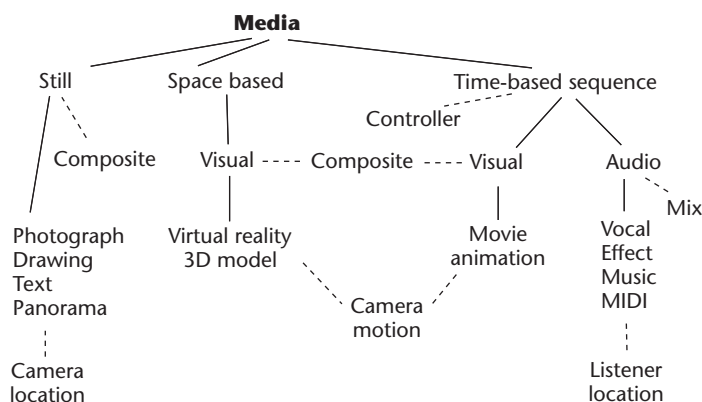 Media
Still
Space based
Time-based sequence
Controller
Composite
Visual
Composite
Visual
Audio
Mix
Photograph
Drawing
Text
Panorama
Virtual reality
3D model
Movie
animation
Vocal
Effect
Music
MIDI
Camera
motion
Camera
location
Listener
location